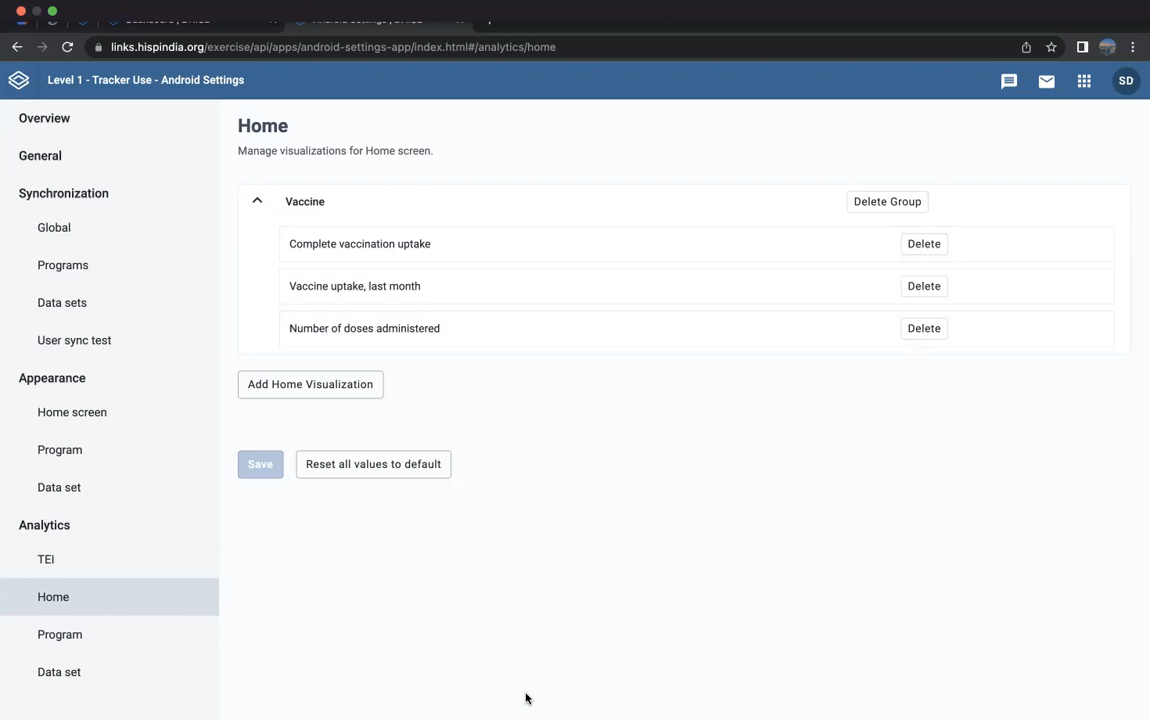 links.hispindia.org/exercise/api/apps/android-settings-app/index.html#/analytics/home
Level 1 - Tracker Use - Android Settings
SD
Overview
General
Synchronization
Global
Programs
Data sets
User sync test
Appearance
Home screen
Program
Data set
Analytics
TEI
Home
Program
Data set
Home
Manage visualizations for Home screen.
Vaccine
Delete Group
Complete vaccination uptake
Delete
Vaccine uptake, last month
Delete
Number of doses administered
Delete
Add Home Visualization
Save
Reset all values to default